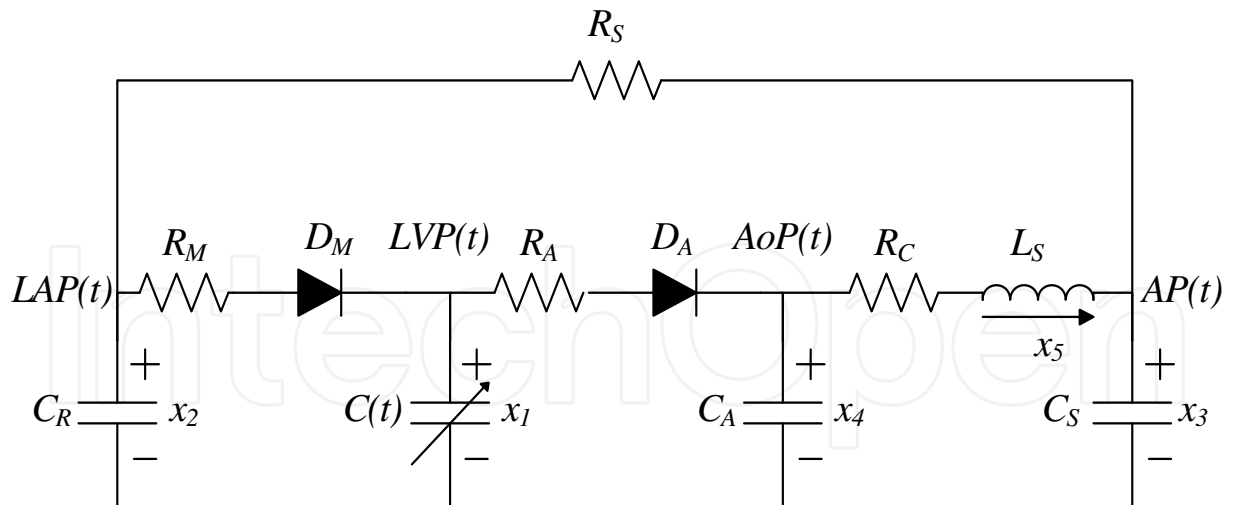 R_S
R_M
D_M
LVP(t)
R_A
D_A
AoP(t)
R_C
L_S
LAP(t)
AP(t)
x_5
+
+
+
+
C_R
x_2
C(t)
x_1
C_A
x_4
C_S
x_3
−
−
−
−
IntechOpen